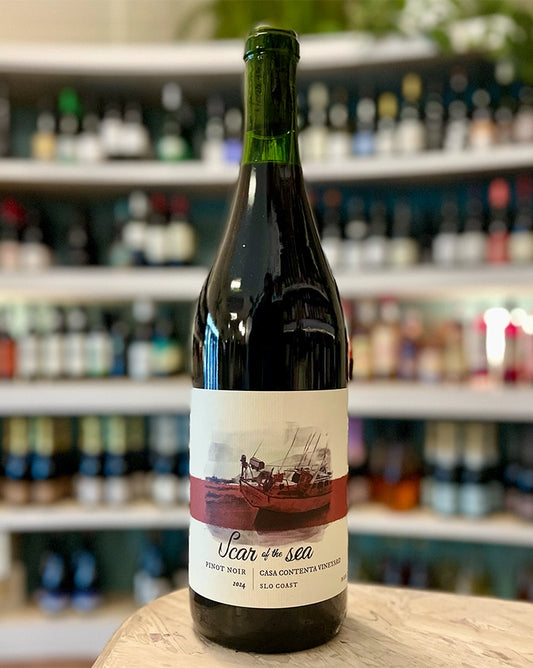 Scar of the sea
PINOT NOIR | CASA CONTENTA VINEYARD
2024 | SLO COAST